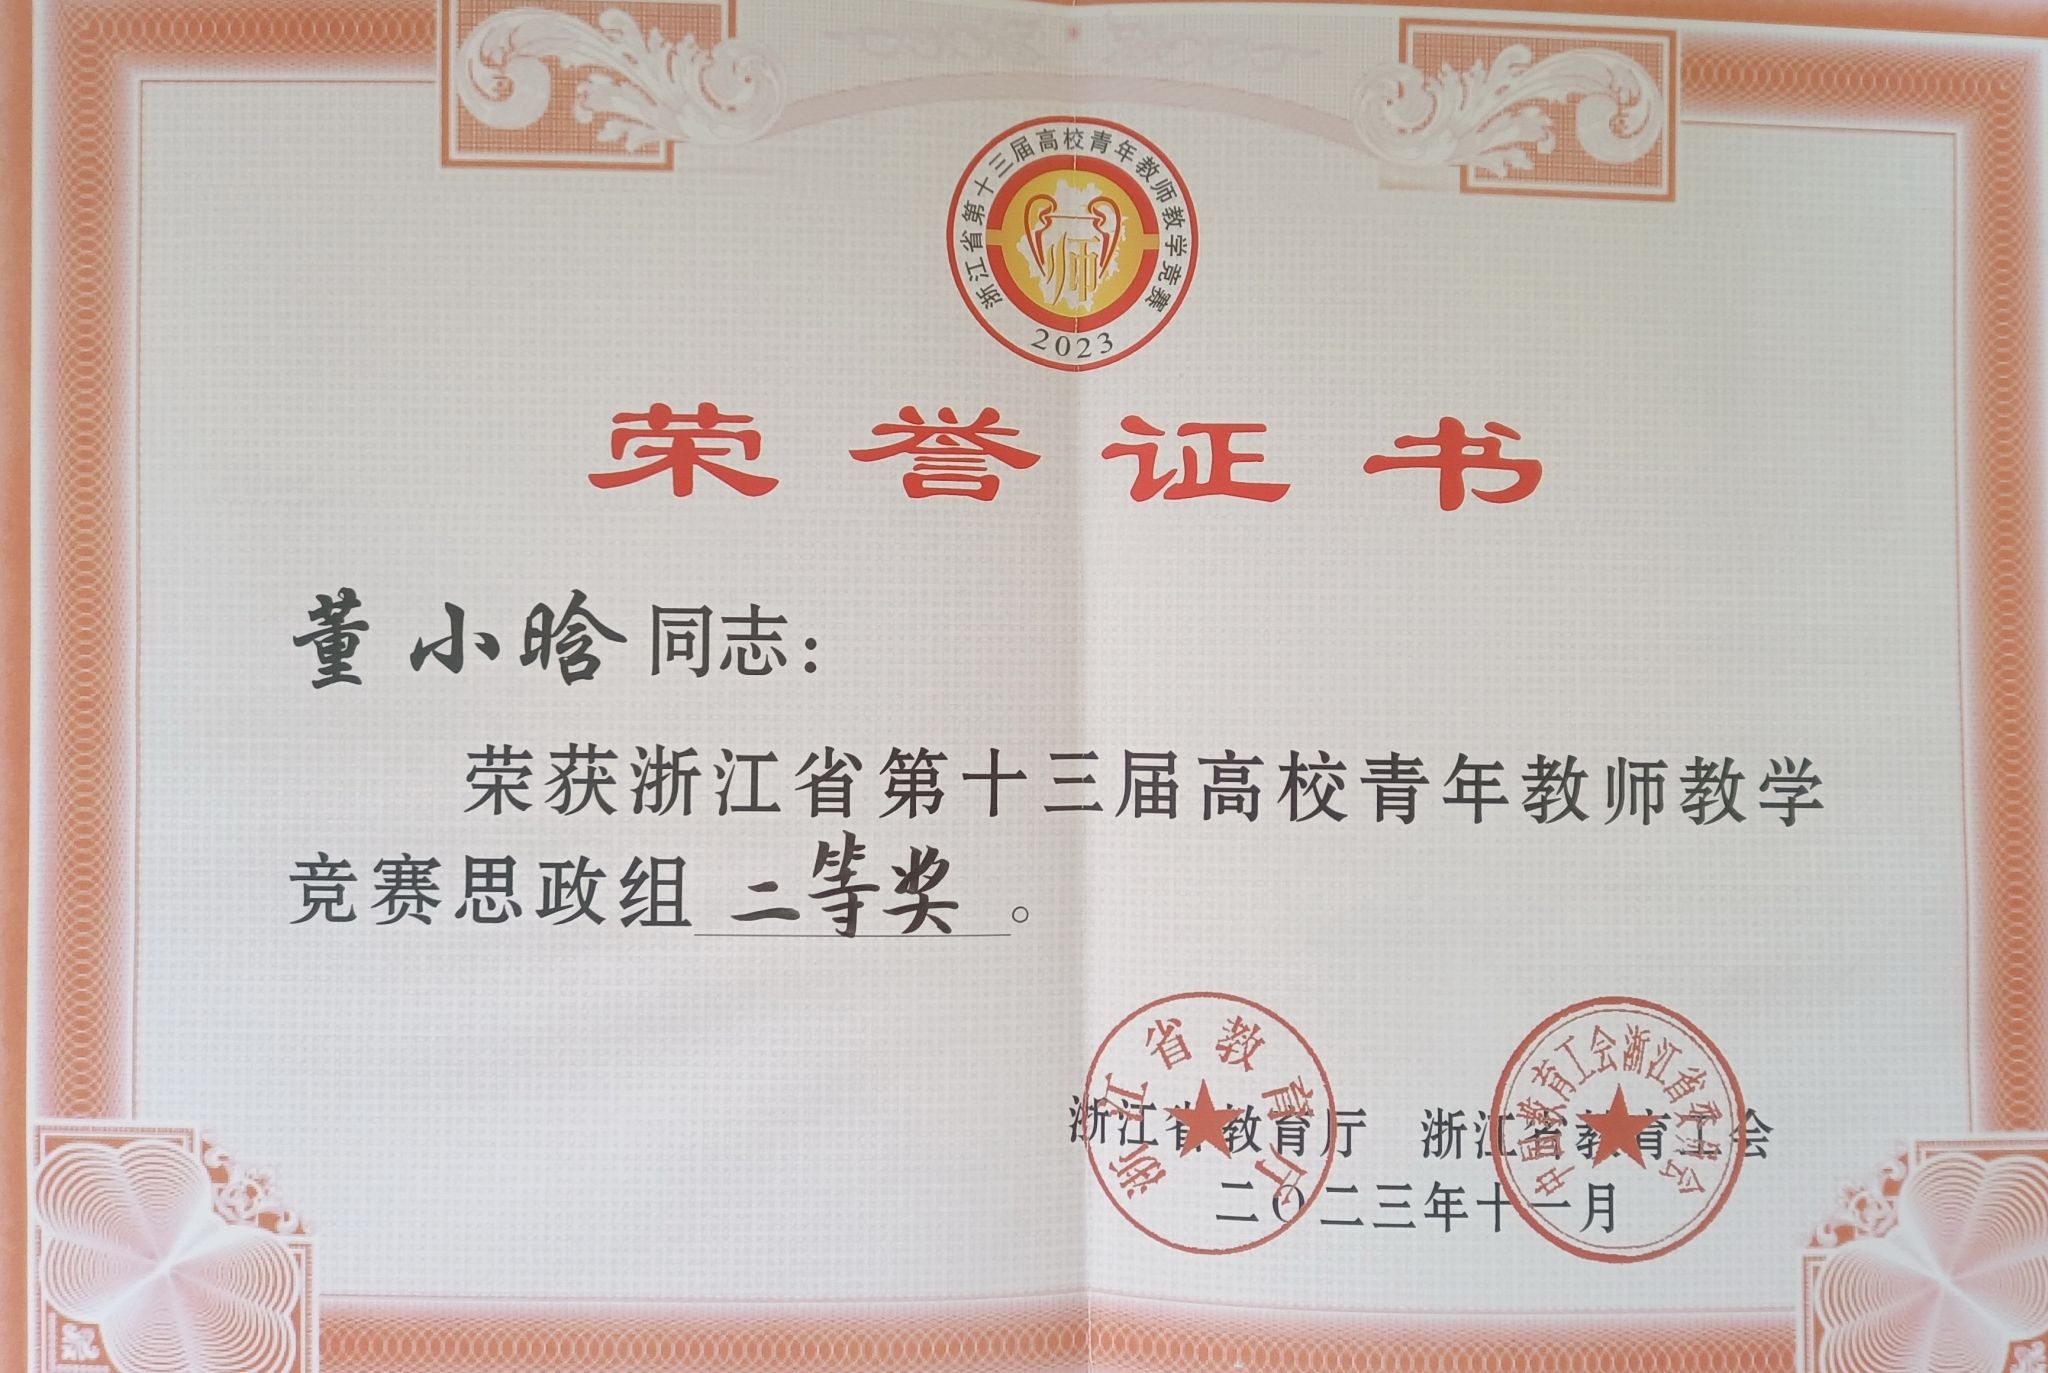 浙江省第十三届高校青年教师教学竞赛
师
2023
荣誉证书
董小晗同志：
荣获浙江省第十三届高校青年教师教学
竞赛思政组 二等奖 。
浙江省教育厅
中国教育工会浙江省委员会
浙江省教育厅 浙江省教育工会
二〇二三年十一月